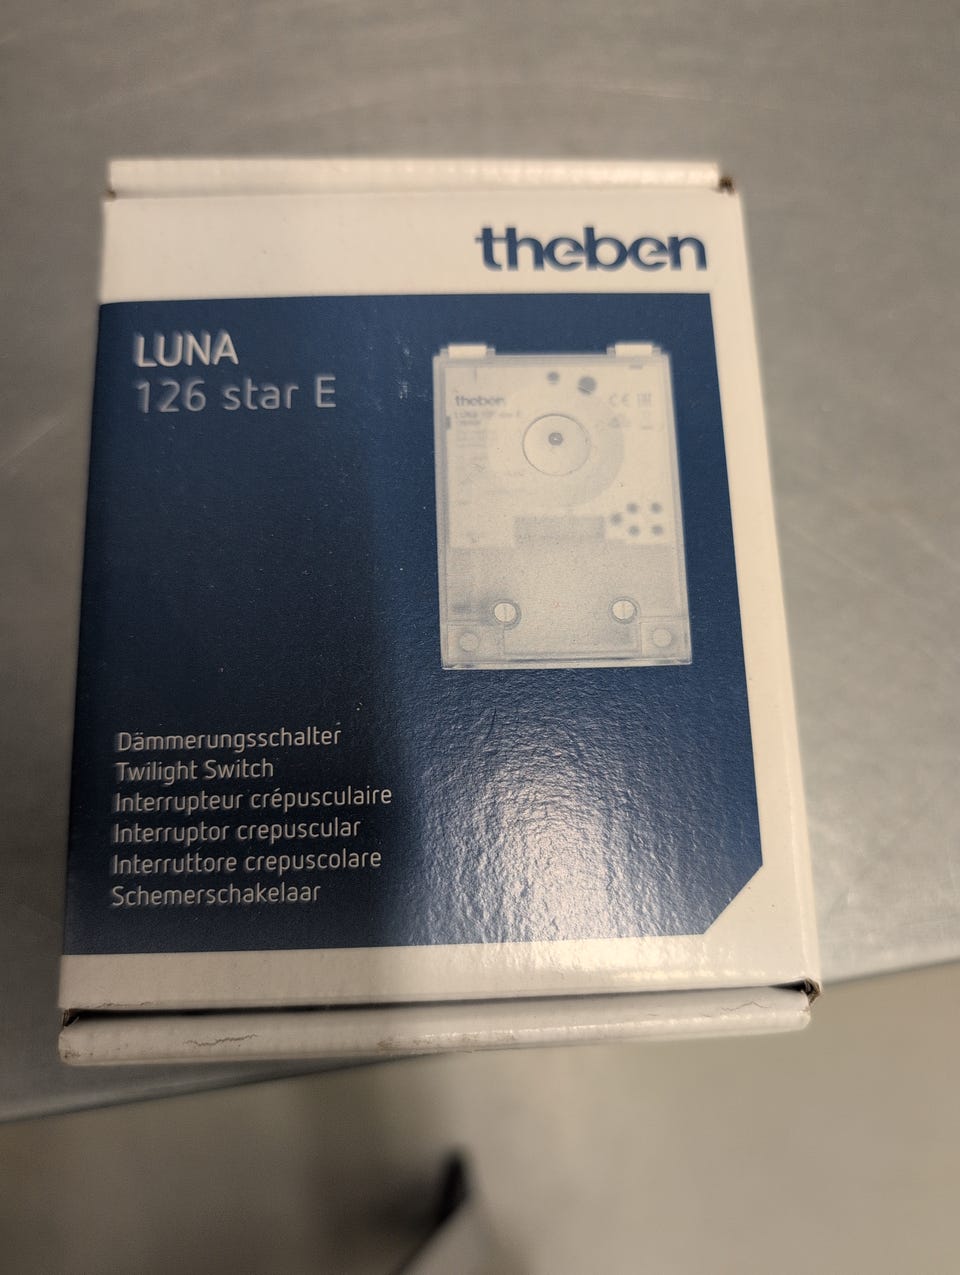 theben
LUNA
126 star E
theben
Dämmerungsschalter
Twilight Switch
Interrupteur crépusculaire
Interruptor crepuscular
Interruttore crepuscolare
Schemerschakelaar